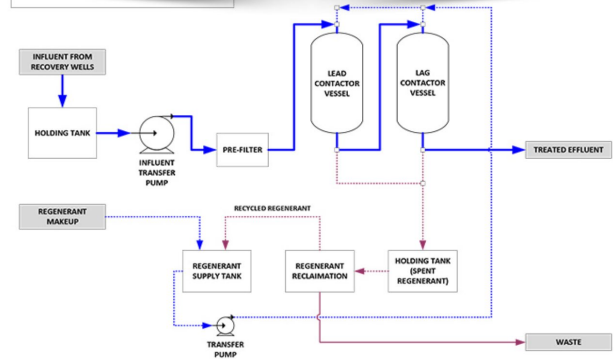 INFLUENT FROM
RECOVERY WELLS
HOLDING TANK
INFLUENT
TRANSFER
PUMP
PRE-FILTER
LEAD
CONTACTOR
VESSEL
LAG
CONTACTOR
VESSEL
TREATED EFFLUENT
REGENERANT
MAKEUP
RECYCLED REGENERANT
REGENERANT
SUPPLY TANK
REGENERANT
RECLAIMATION
HOLDING TANK
(SPENT
REGENERANT)
TRANSFER
PUMP
WASTE